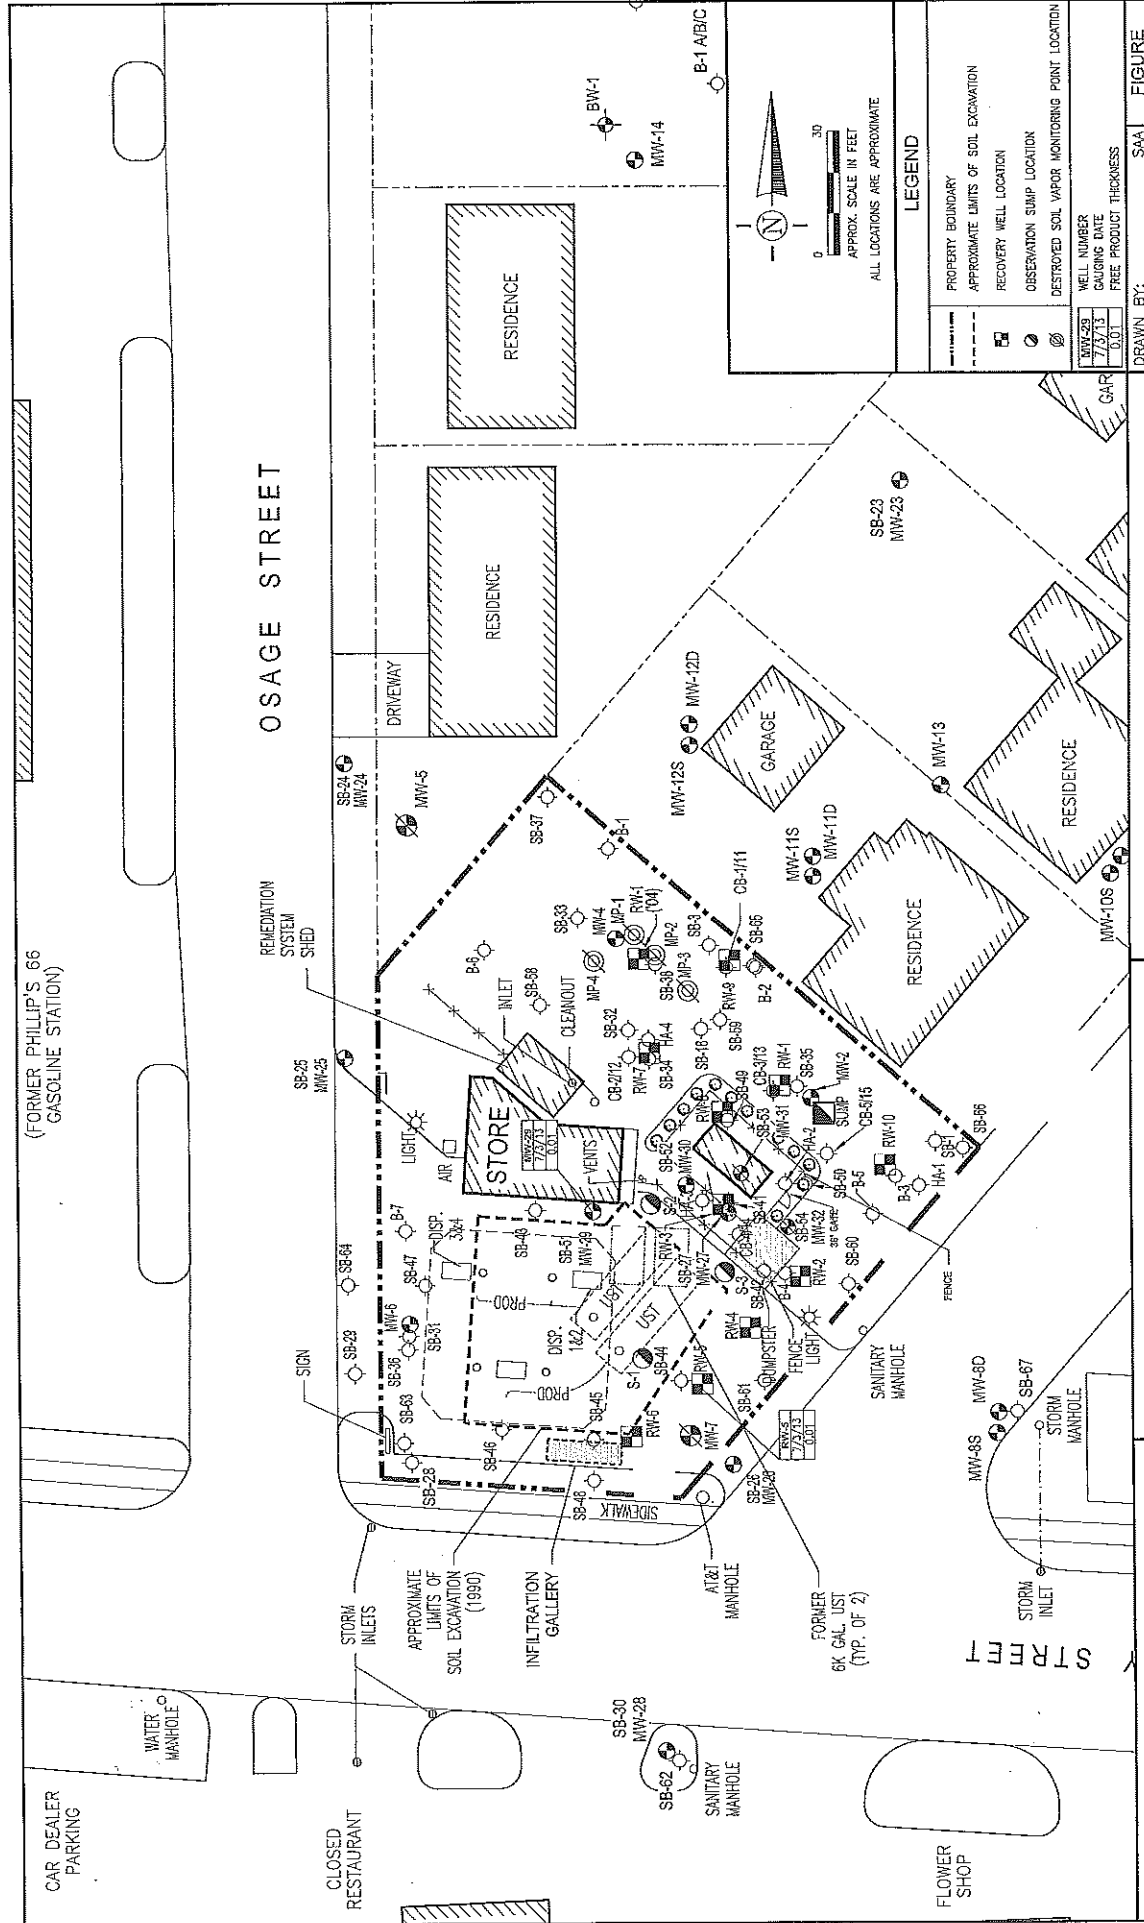 (FORMER PHILLIP'S 66
GASOLINE STATION)
OSAGE STREET
CAR DEALER
PARKING
WATER
MANHOLE
CLOSED
RESTAURANT
STORM
INLETS
SIGN
REMEDIATION
SYSTEM
SHED
DRIVEWAY
RESIDENCE
RESIDENCE
BW-1
MW-14
B-1 A/B/C
SB-24
MW-24
MW-5
SB-25
MW-25
LIGHT
AIR
STORE
MW-29
7/3/13
0.01
VENTS
INLET
CLEANOUT
SB-64
SB-29
B-7
DISP.
3&4
SB-47
MW-6
SB-31
SB-36
SB-63
SB-28
SB-46
SB-45
SB-48
SIDEWALK
PROD
PROD
DISP.
1&2
UST
UST
SB-43
SB-51
MW-29
S-1
S-2
S-3
SB-44
RW-3
SB-27
MW-27
RW-4
RW-5
RW-6
MW-7
SB-61
DUMPSTER
FENCE
LIGHT
SB-26
MW-26
RW-5
7/3/13
0.01
APPROXIMATE
LIMITS OF
SOIL EXCAVATION
(1990)
INFILTRATION
GALLERY
AT&T
MANHOLE
FORMER
6K GAL. UST
(TYP. OF 2)
SB-37
B-1
SB-33
B-6
SB-58
MW-4
MP-1
RW-1
('04)
MP-2
MP-3
MP-4
SB-38
SB-3
CB-1/11
SB-65
B-2
RW-9
SB-59
SB-18
SB-32
HA-4
CB-2/12
RW-7
SB-34
SB-49
CB-3/13
RW-1
SB-35
MW-2
SUMP
CB-5/15
SB-53
MW-31
HA-2
SB-52
MW-30
SB-41
SB-50
SB-54
MW-32
B-5
SB-60
RW-2
B-4
SB-42
RW-10
B-3
HA-1
SB-1
SB-66
FENCE
SANITARY
MANHOLE
MW-12S
MW-12D
GARAGE
MW-11S
MW-11D
MW-13
RESIDENCE
RESIDENCE
MW-10S
SB-23
MW-23
GAR
MW-8S
MW-8D
SB-67
STORM
MANHOLE
STORM
INLET
Y STREET
SB-30
MW-28
SB-62
SANITARY
MANHOLE
FLOWER
SHOP
N
0
30
APPROX. SCALE IN FEET
ALL LOCATIONS ARE APPROXIMATE
LEGEND
PROPERTY BOUNDARY
APPROXIMATE LIMITS OF SOIL EXCAVATION
RECOVERY WELL LOCATION
OBSERVATION SUMP LOCATION
DESTROYED SOIL VAPOR MONITORING POINT LOCATION
MW-29 WELL NUMBER
7/3/13 GAUGING DATE
0.01 FREE PRODUCT THICKNESS
DRAWN BY: SAA FIGURE